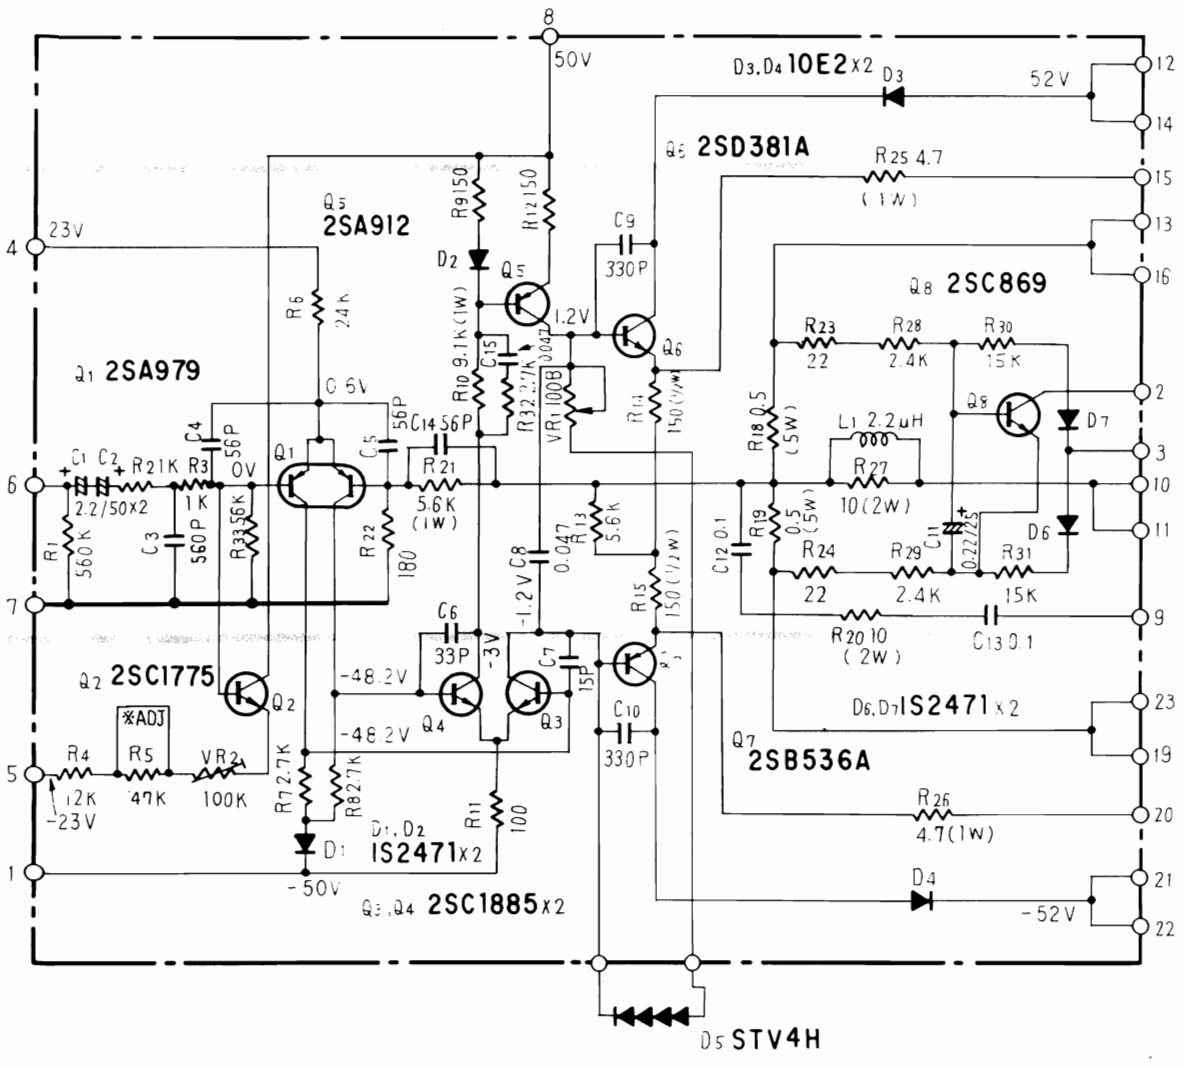 8
50V
D3,D4 10E2×2
D3
52V
12
14
Q6 2SD381A
R25 4.7
(1W)
15
13
16
23V
4
Q5
2SA912
R9 150
R12 150
C9
330P
D2
Q5
1.2V
Q6
Q8 2SC869
R6
24K
R10 9.1K(1W)
C15
0.047
R32 2.7K
VR1 100B
R14
150(½W)
R23
22
R28
2.4K
R30
15K
Q1 2SA979
0.6V
C4
56P
C5
56P
C14 56P
R18 0.5
(5W)
L1 2.2μH
Q8
D7
2
3
6
C1
C2
+
+
2.2/50×2
R2 1K
R3
1K
0V
Q1
R21
5.6K
(1W)
R27
10(2W)
10
11
R1
560K
C3
560P
R33 56K
R22
180
C8
0.047
R13
5.6K
C12 0.1
R19
0.5
(5W)
C11
+
0.22/25
D6
R24
22
R29
2.4K
R31
15K
7
-1.2V
R15
150(½W)
R20 10
(2W)
C13 0.1
9
Q2 2SC1775
Q2
C6
33P
-3V
C7
15P
-48.2V
Q4
Q3
C10
330P
D6,D7 1S2471×2
23
19
Q7
2SB536A
※ADJ
-48.2V
5
R4
12K
-23V
R5
47K
VR2
100K
R7 2.7K
R8 2.7K
R11
100
R26
4.7(1W)
20
D1
D1,D2
1S2471×2
1
-50V
Q3,Q4 2SC1885×2
D4
-52V
21
22
D5 STV4H